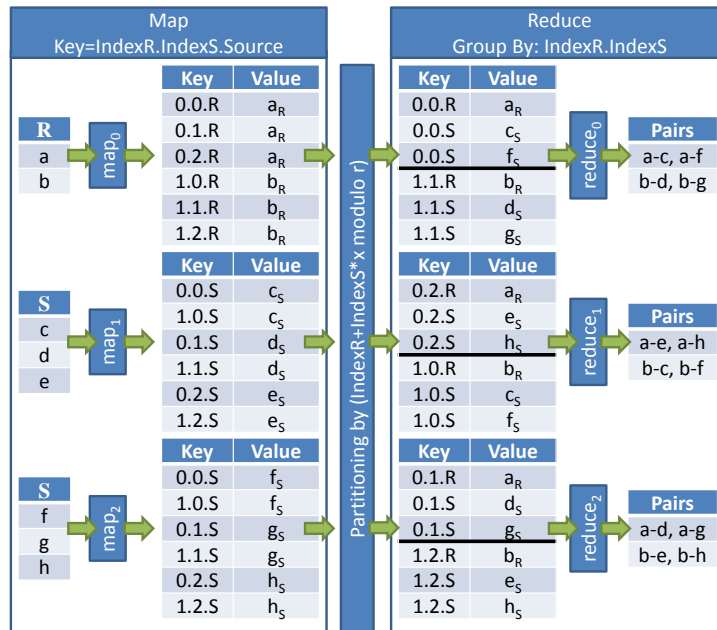 Map
Key=IndexR.IndexS.Source
Reduce
Group By: IndexR.IndexS
R
a
b
map0
Key Value
0.0.R aR
0.1.R aR
0.2.R aR
1.0.R bR
1.1.R bR
1.2.R bR
S
c
d
e
map1
Key Value
0.0.S cS
1.0.S cS
0.1.S dS
1.1.S dS
0.2.S eS
1.2.S eS
S
f
g
h
map2
Key Value
0.0.S fS
1.0.S fS
0.1.S gS
1.1.S gS
0.2.S hS
1.2.S hS
Partitioning by (IndexR+IndexS*x modulo r)
Key Value
0.0.R aR
0.0.S cS
0.0.S fS
1.1.R bR
1.1.S dS
1.1.S gS
reduce0
Pairs
a-c, a-f
b-d, b-g
Key Value
0.2.R aR
0.2.S eS
0.2.S hS
1.0.R bR
1.0.S cS
1.0.S fS
reduce1
Pairs
a-e, a-h
b-c, b-f
Key Value
0.1.R aR
0.1.S dS
0.1.S gS
1.2.R bR
1.2.S eS
1.2.S hS
reduce2
Pairs
a-d, a-g
b-e, b-h